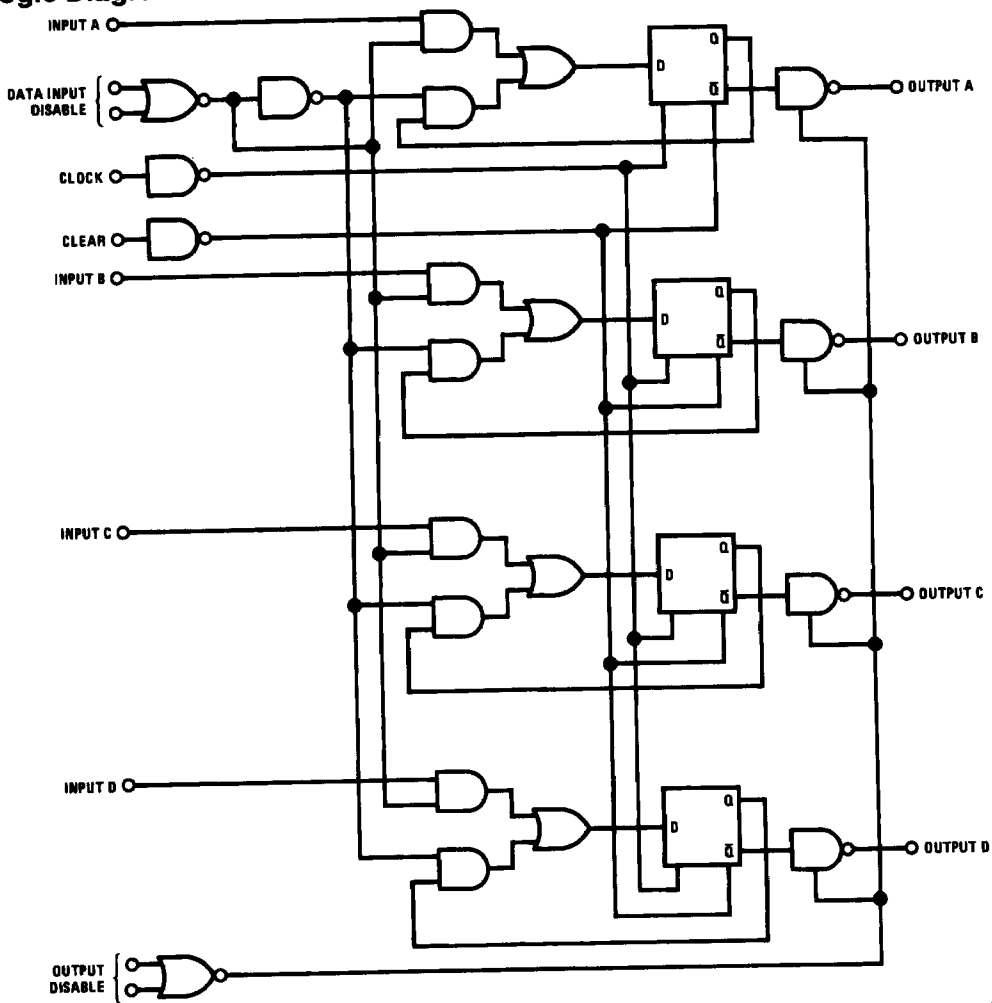 INPUT A
DATA INPUT
DISABLE
CLOCK
CLEAR
INPUT B
INPUT C
INPUT D
OUTPUT
DISABLE
D
Q
Q̅
OUTPUT A
D
Q
Q̅
OUTPUT B
D
Q
Q̅
OUTPUT C
D
Q
Q̅
OUTPUT D